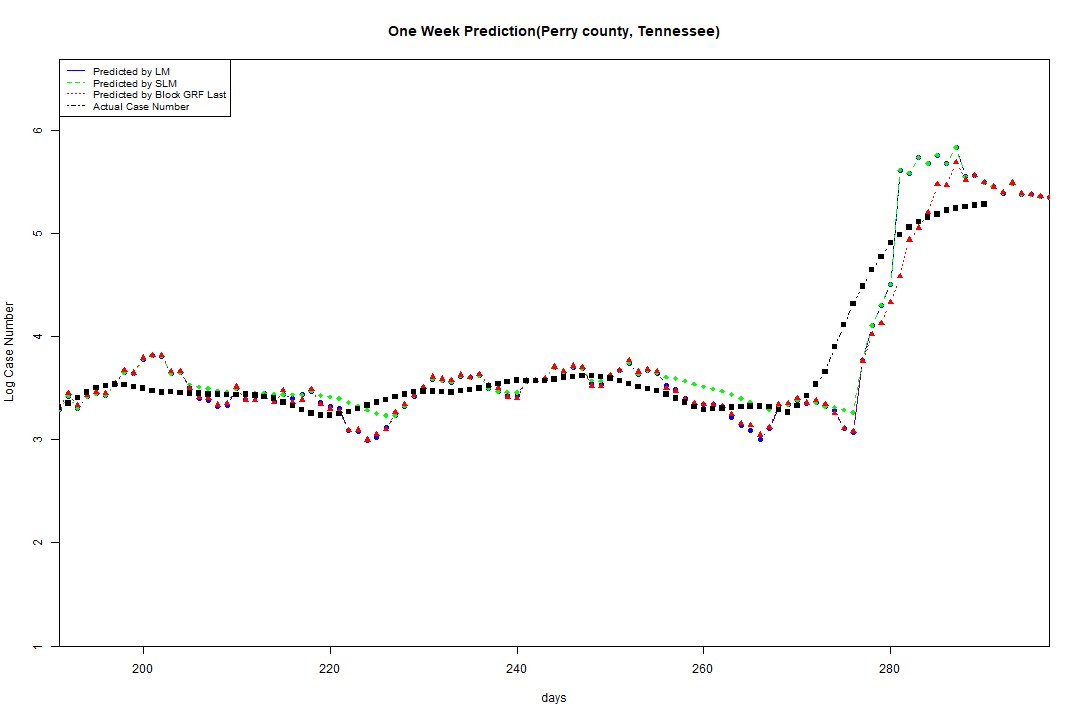 One Week Prediction(Perry county, Tennessee)
Predicted by LM
Predicted by SLM
Predicted by Block GRF Last
Actual Case Number
6
5
4
3
2
1
Log Case Number
200 220 240 260 280
days